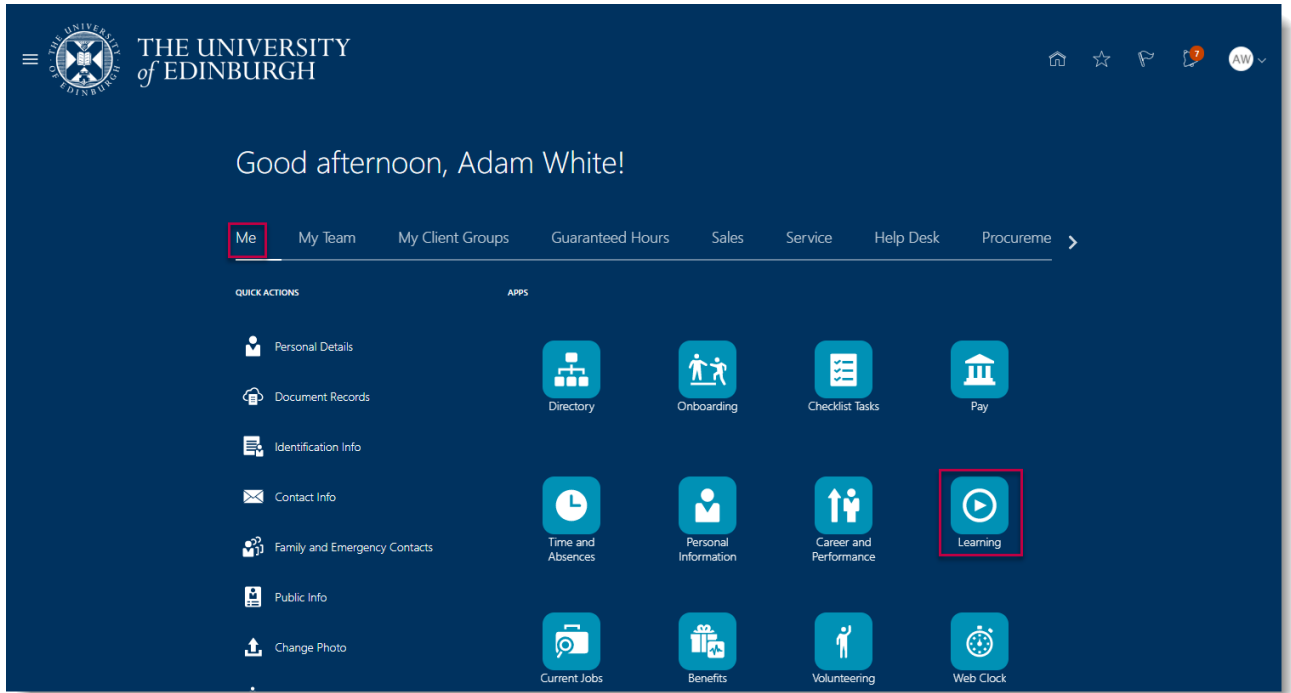 THE UNIVERSITY
of EDINBURGH
7
AW
Good afternoon, Adam White!
Me
My Team
My Client Groups
Guaranteed Hours
Sales
Service
Help Desk
Procureme
QUICK ACTIONS
APPS
Personal Details
Document Records
Identification Info
Contact Info
Family and Emergency Contacts
Public Info
Change Photo
Directory
Onboarding
Checklist Tasks
Pay
Time and
Absences
Personal
Information
Career and
Performance
Learning
Current Jobs
Benefits
Volunteering
Web Clock